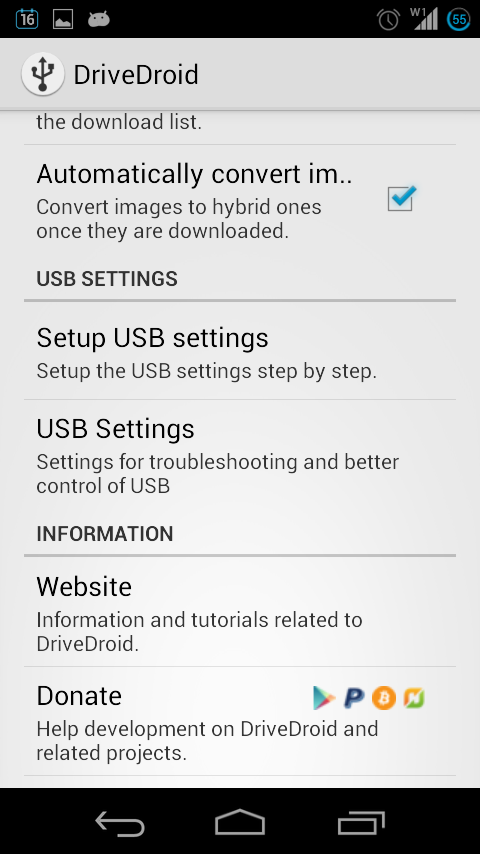 16
W1
55
DriveDroid
the download list.
Automatically convert im..
Convert images to hybrid ones
once they are downloaded.
USB SETTINGS
Setup USB settings
Setup the USB settings step by step.
USB Settings
Settings for troubleshooting and better
control of USB
INFORMATION
Website
Information and tutorials related to
DriveDroid.
Donate
Help development on DriveDroid and
related projects.